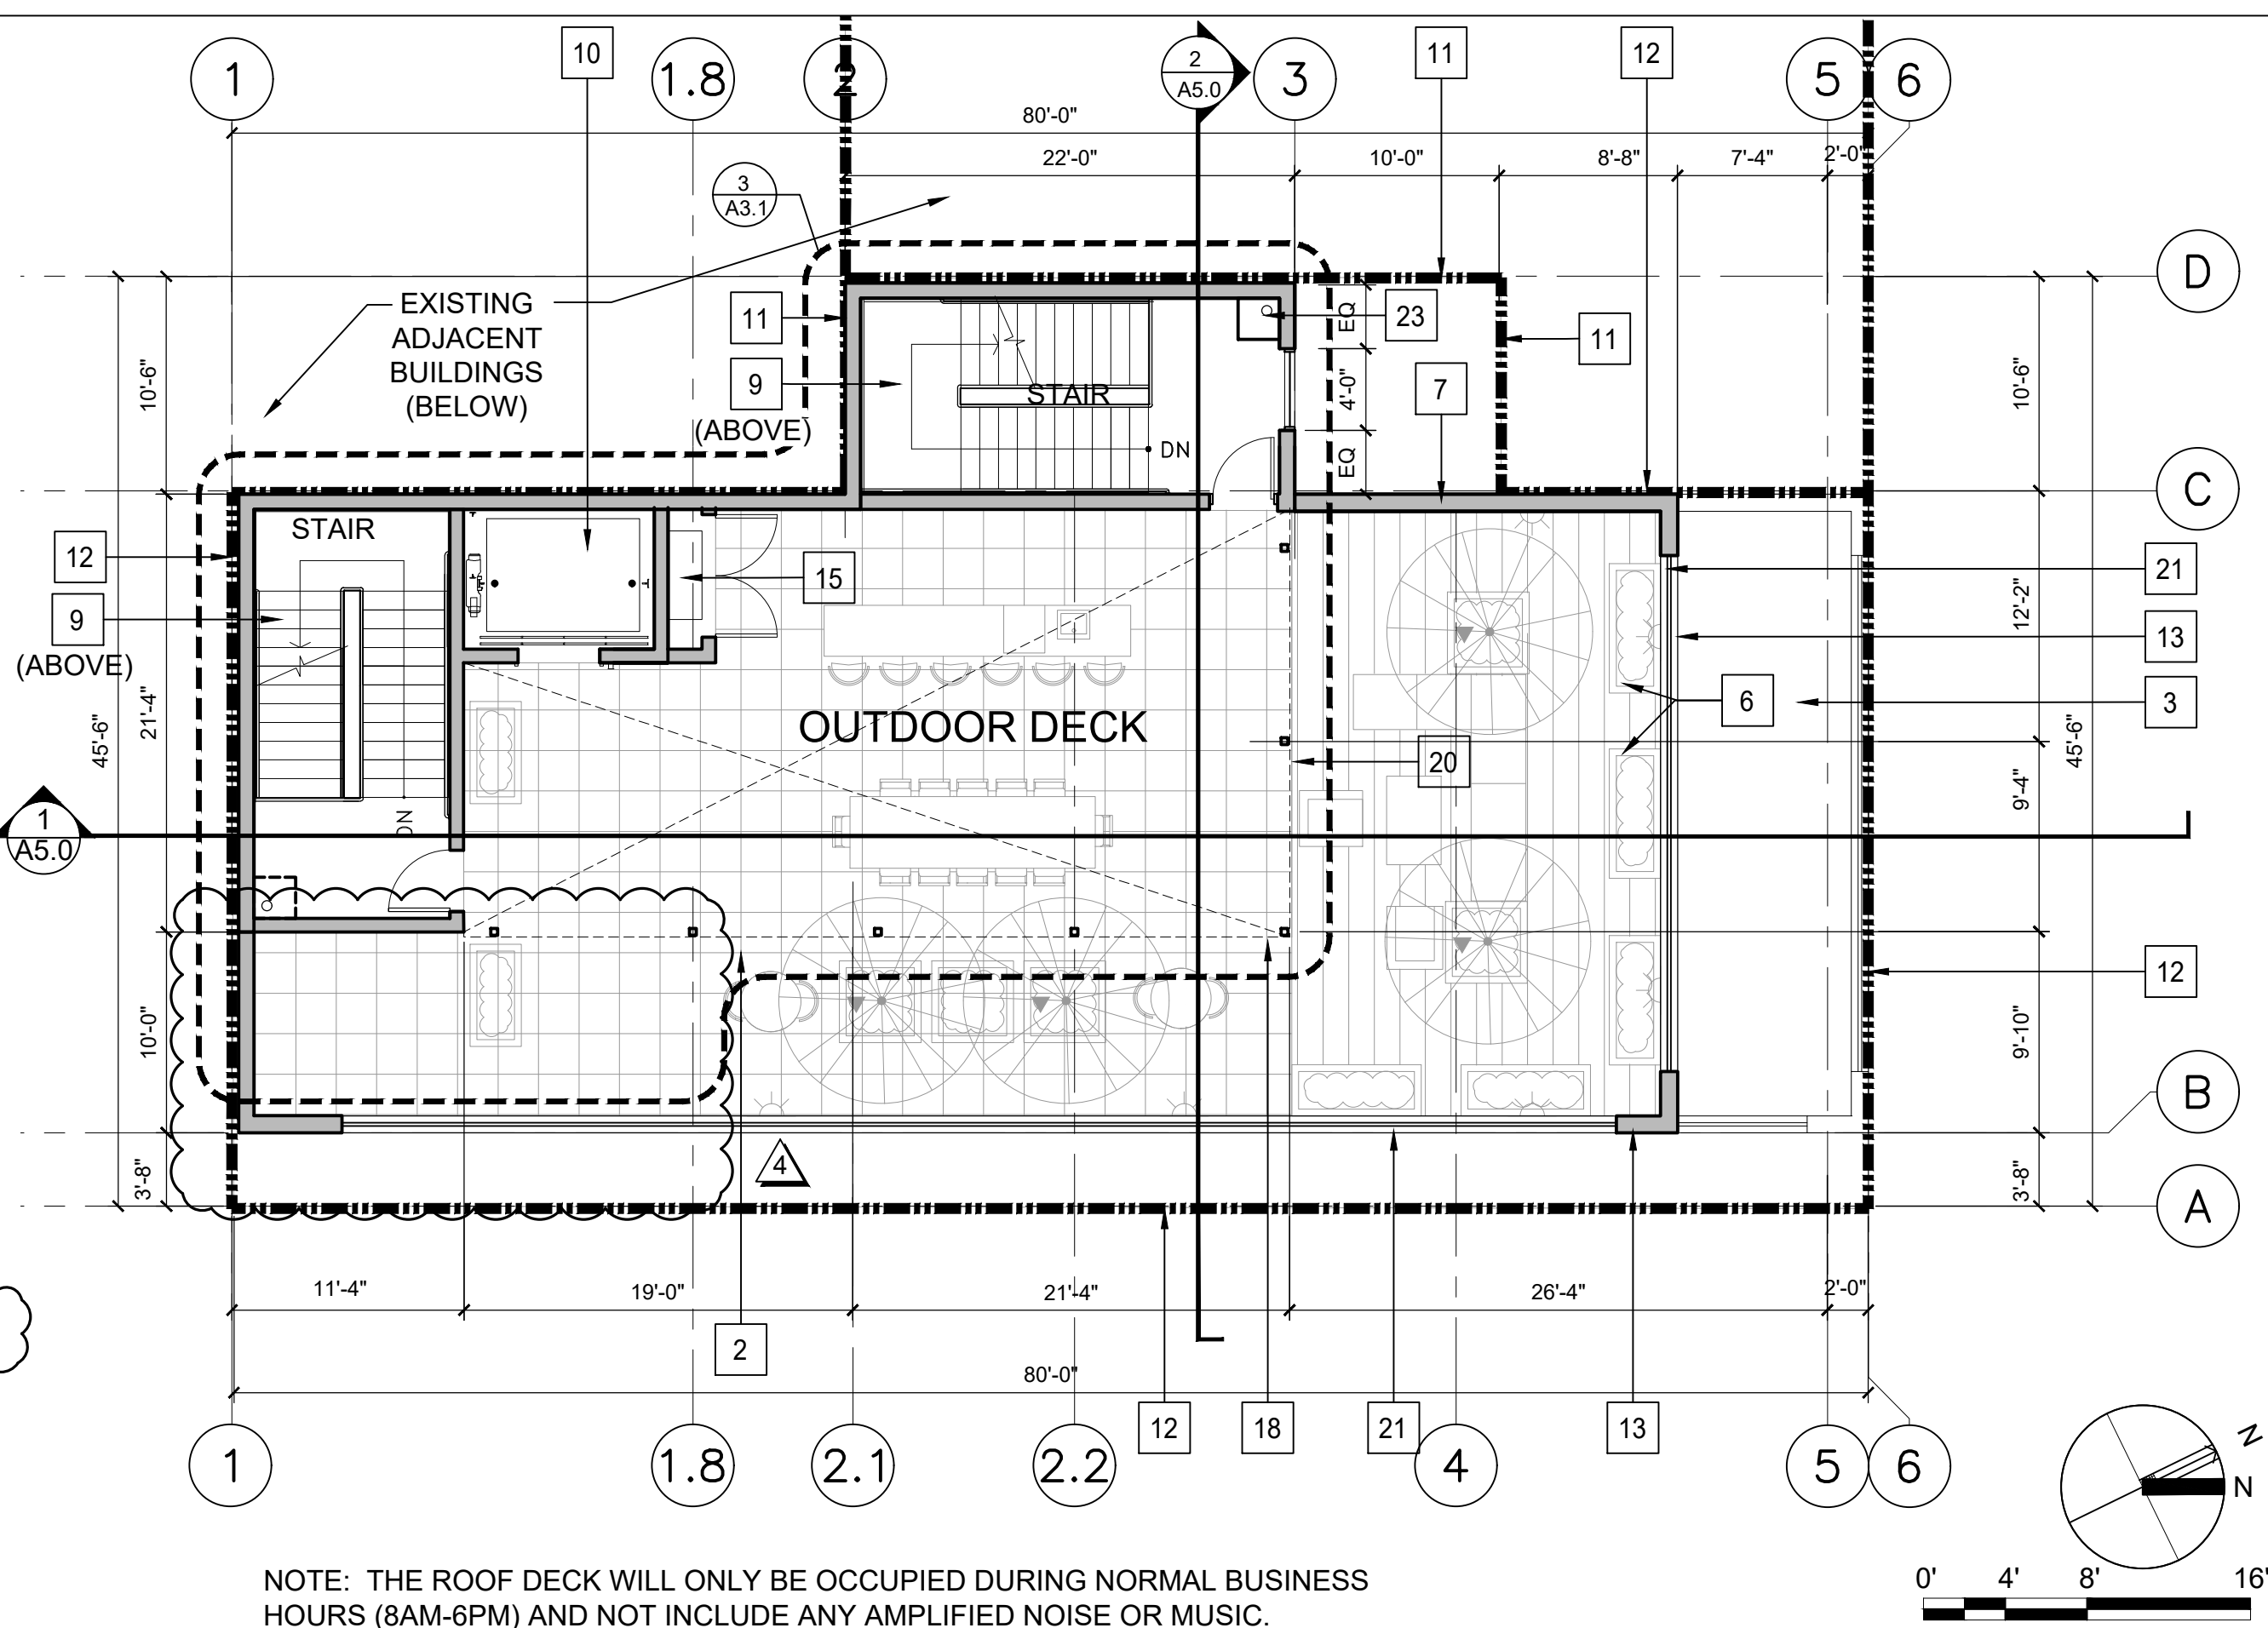 1
10
1.8
2
2
A5.0
3
11
12
5
6
80'-0"
22'-0"
10'-0"
8'-8"
7'-4"
2'-0"
3
A3.1
D
EXISTING
ADJACENT
BUILDINGS
(BELOW)
11
9
(ABOVE)
STAIR
DN
23
EQ
4'-0"
EQ
11
7
10'-6"
10'-6"
C
STAIR
12
9
(ABOVE)
15
21
13
12'-2"
6
3
45'-6"
21'-4"
OUTDOOR DECK
20
45'-6"
9'-4"
1
A5.0
DN
12
10'-0"
9'-10"
B
3'-8"
4
3'-8"
A
11'-4"
19'-0"
21'-4"
26'-4"
2'-0"
2
80'-0"
12
18
21
13
1
1.8
2.1
2.2
4
5
6
N
N
NOTE: THE ROOF DECK WILL ONLY BE OCCUPIED DURING NORMAL BUSINESS
HOURS (8AM-6PM) AND NOT INCLUDE ANY AMPLIFIED NOISE OR MUSIC.
0' 4' 8' 16'